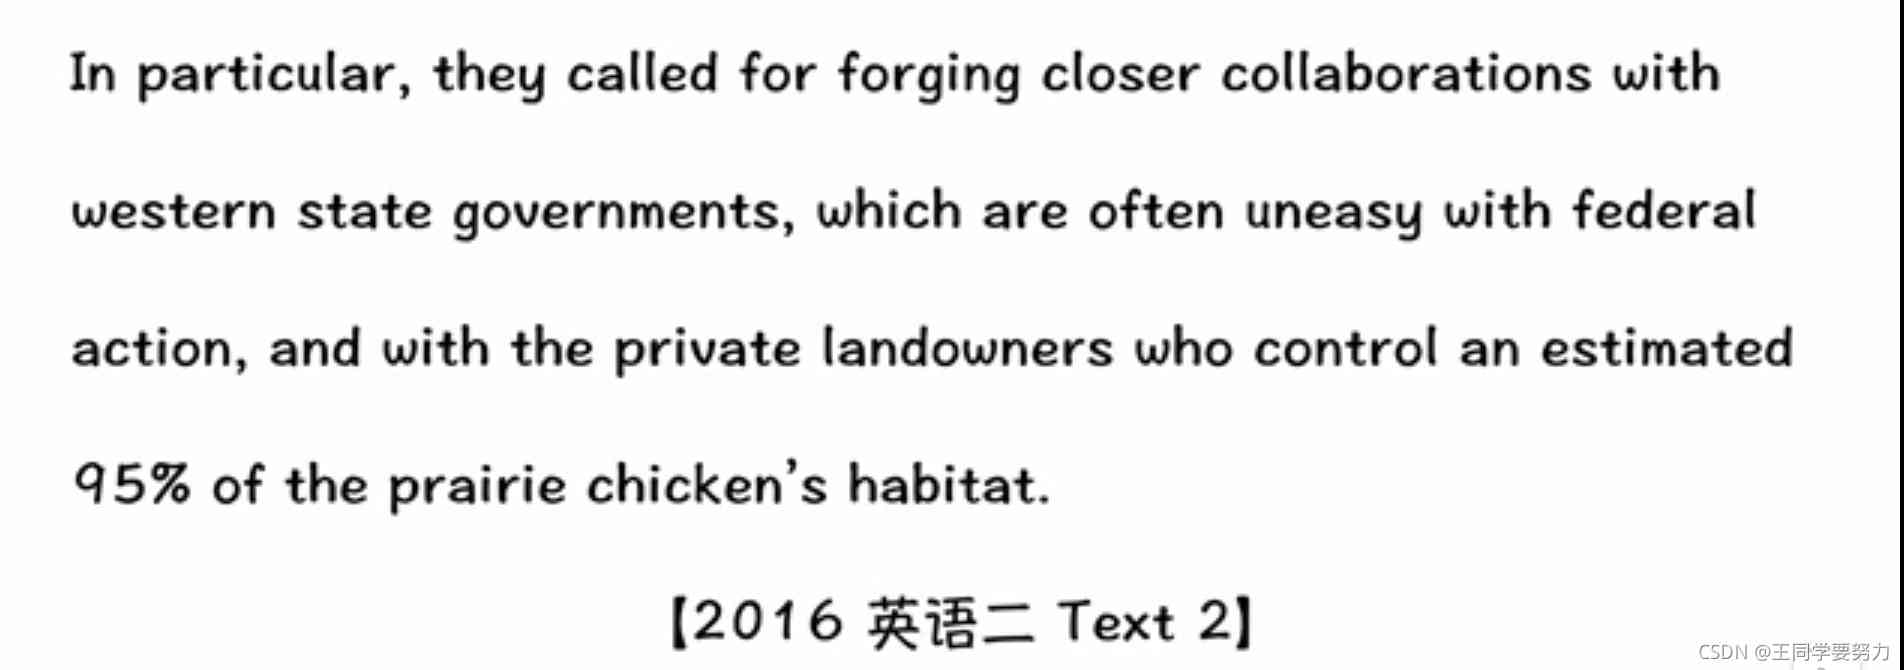 In particular, they called for forging closer collaborations with
western state governments, which are often uneasy with federal
action, and with the private landowners who control an estimated
95% of the prairie chicken's habitat.
【2016 英语二 Text 2】
CSDN @王同学要努力